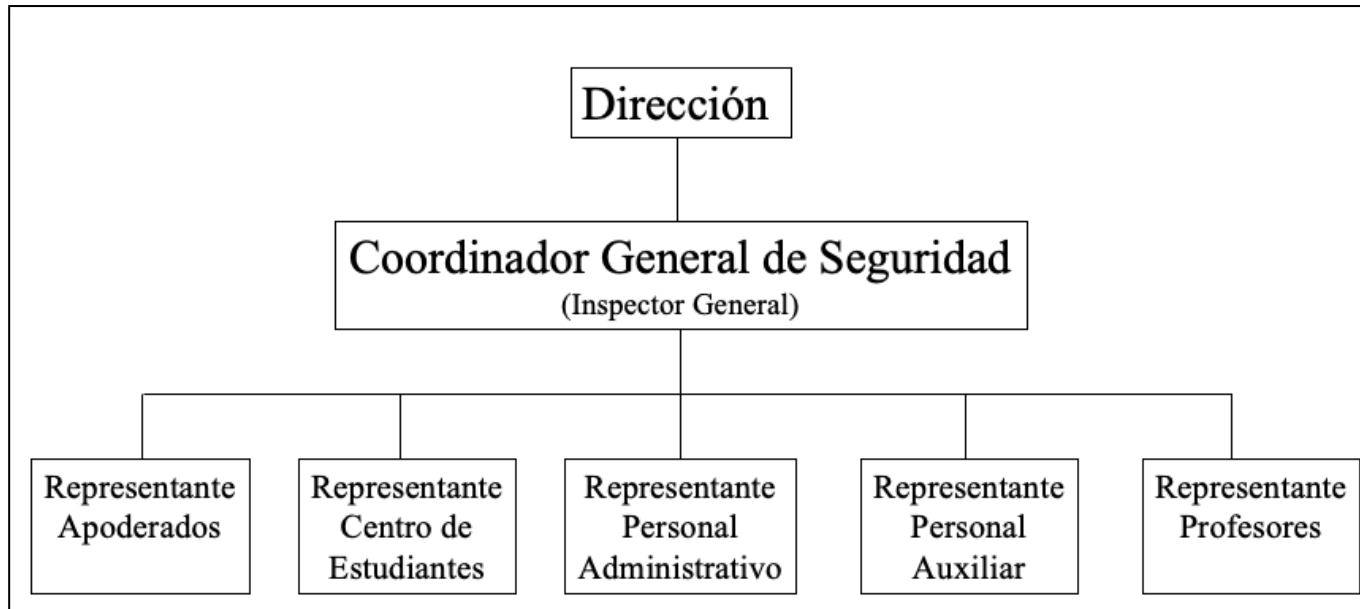 Dirección
Coordinador General de Seguridad
(Inspector General)
Representante
Apoderados
Representante
Centro de
Estudiantes
Representante
Personal
Administrativo
Representante
Personal
Auxiliar
Representante
Profesores